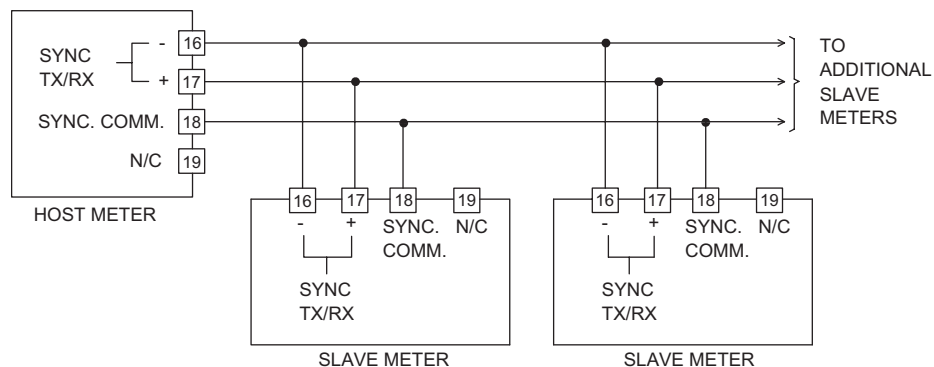 SYNC
TX/RX
-
+
16
17
SYNC. COMM.
18
N/C
19
HOST METER
TO
ADDITIONAL
SLAVE
METERS
16
17
18
19
-
+
SYNC.
COMM.
N/C
SYNC
TX/RX
SLAVE METER
16
17
18
19
-
+
SYNC.
COMM.
N/C
SYNC
TX/RX
SLAVE METER